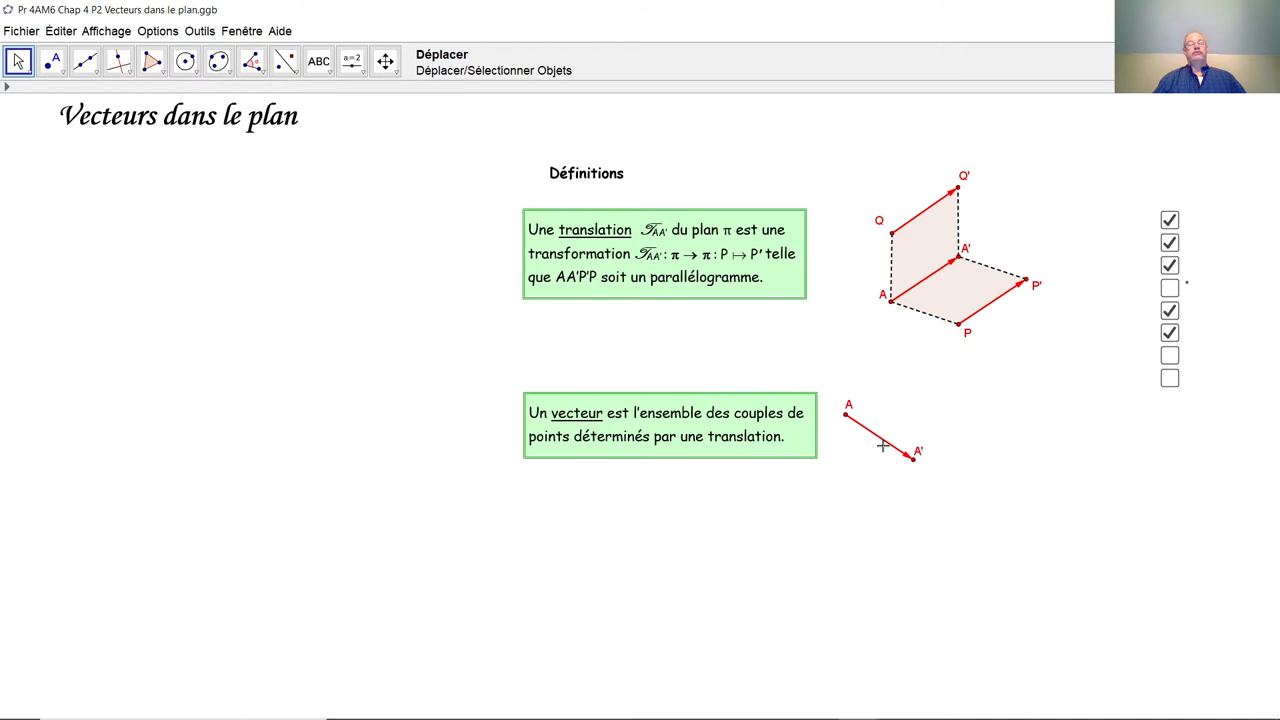 Pr 4AM6 Chap 4 P2 Vecteurs dans le plan.ggb
Fichier Éditer Affichage Options Outils Fenêtre Aide
A
ABC
a=2
Déplacer
Déplacer/Sélectionner Objets
Vecteurs dans le plan
Définitions
Une translation 𝒯AA' du plan π est une
transformation 𝒯AA' : π → π : P ↦ P' telle
que AA'P'P soit un parallélogramme.
Q'
Q
A'
A
P'
P
Un vecteur est l'ensemble des couples de
points déterminés par une translation.
A
A'